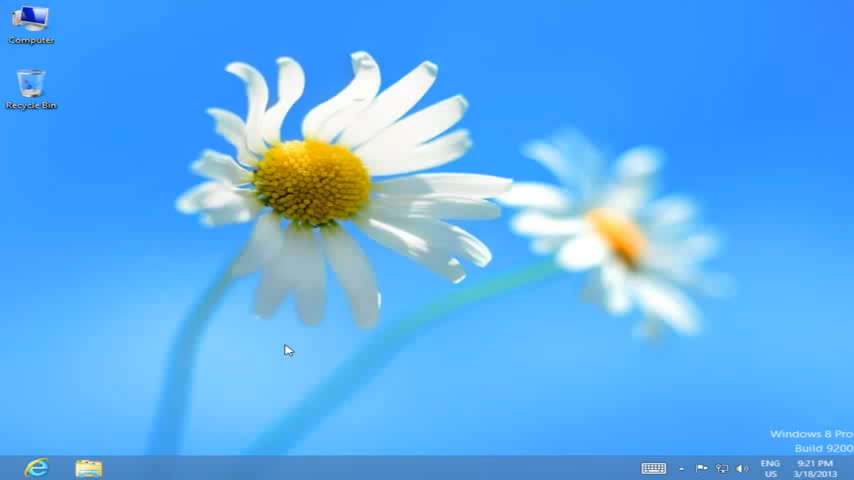 Computer
Recycle Bin
Windows 8 Pro
Build 9200
ENG
US
9:21 PM
3/18/2013